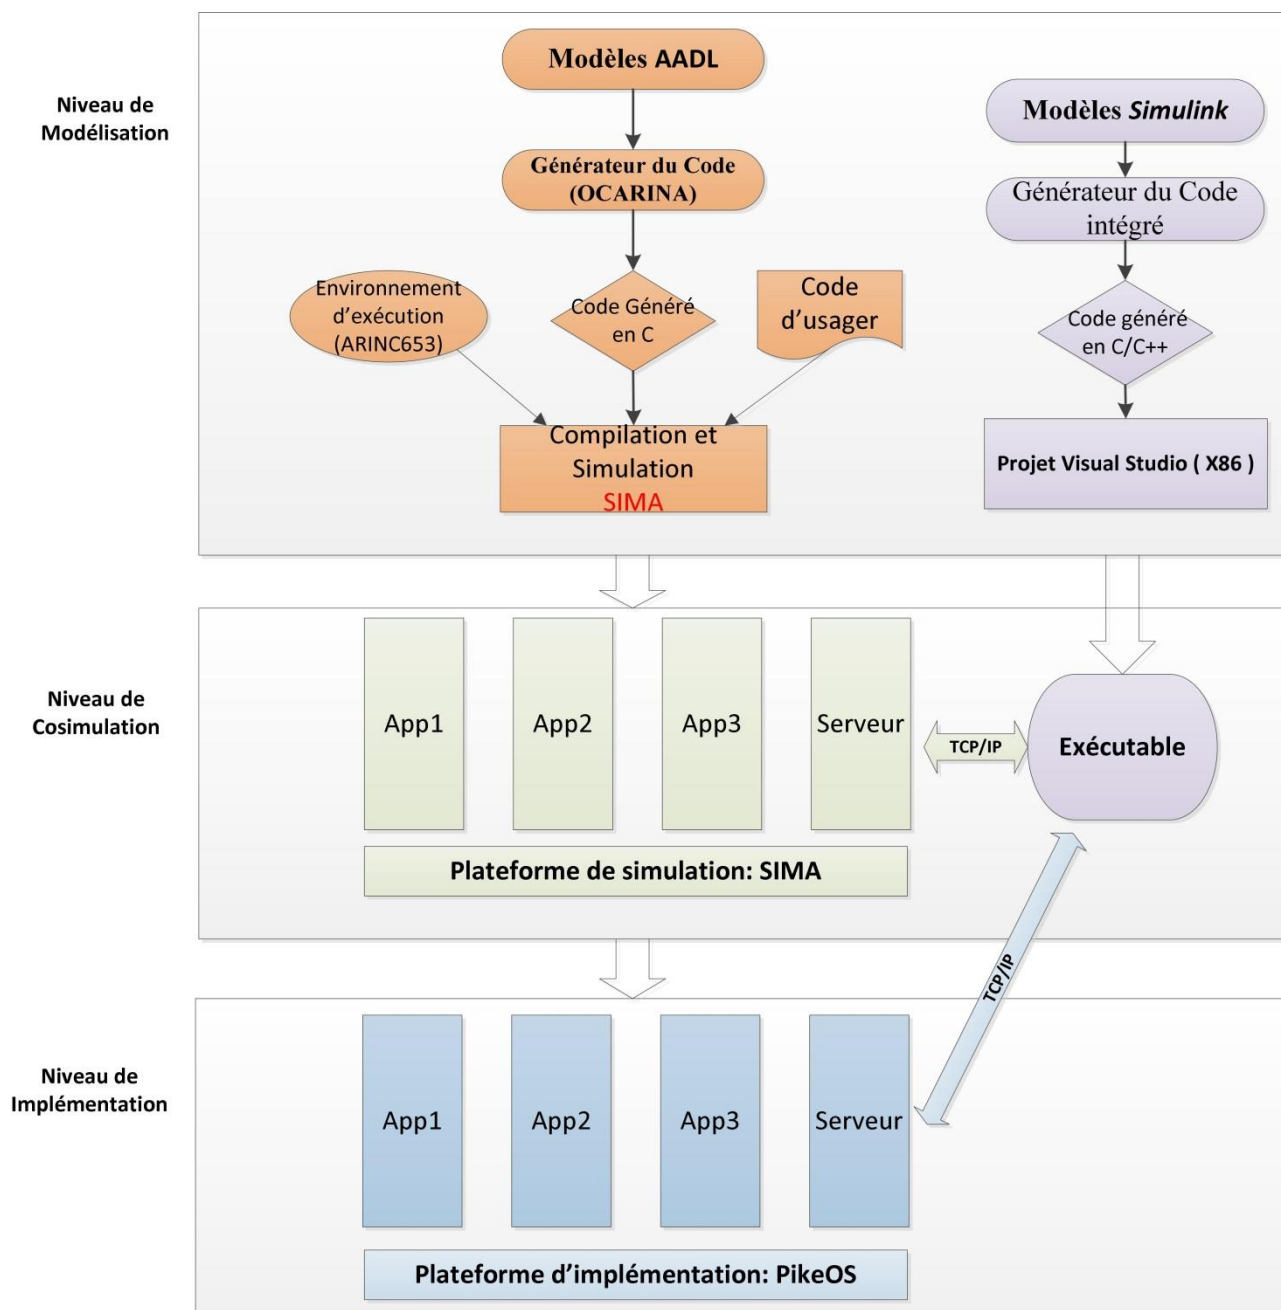 Niveau de
Modélisation
Modèles AADL
Générateur du Code
(OCARINA)
Environnement
d'exécution
(ARINC653)
Code Généré
en C
Code
d'usager
Compilation et
Simulation
SIMA
Modèles Simulink
Générateur du Code
intégré
Code généré
en C/C++
Projet Visual Studio ( X86 )
Niveau de
Cosimulation
App1
App2
App3
Serveur
TCP/IP
Exécutable
Plateforme de simulation: SIMA
TCP/IP
Niveau de
Implémentation
App1
App2
App3
Serveur
Plateforme d'implémentation: PikeOS